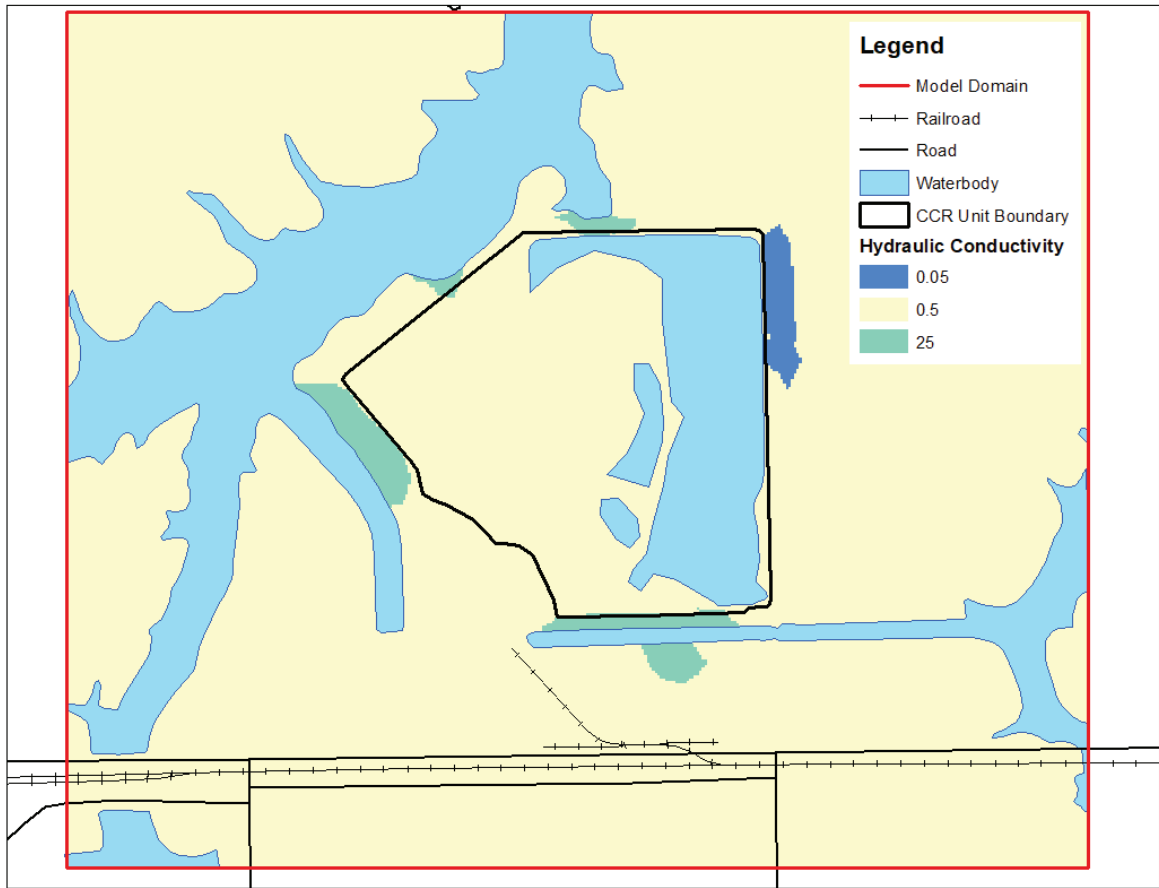 Legend
Model Domain
Railroad
Road
Waterbody
CCR Unit Boundary
Hydraulic Conductivity
0.05
0.5
25